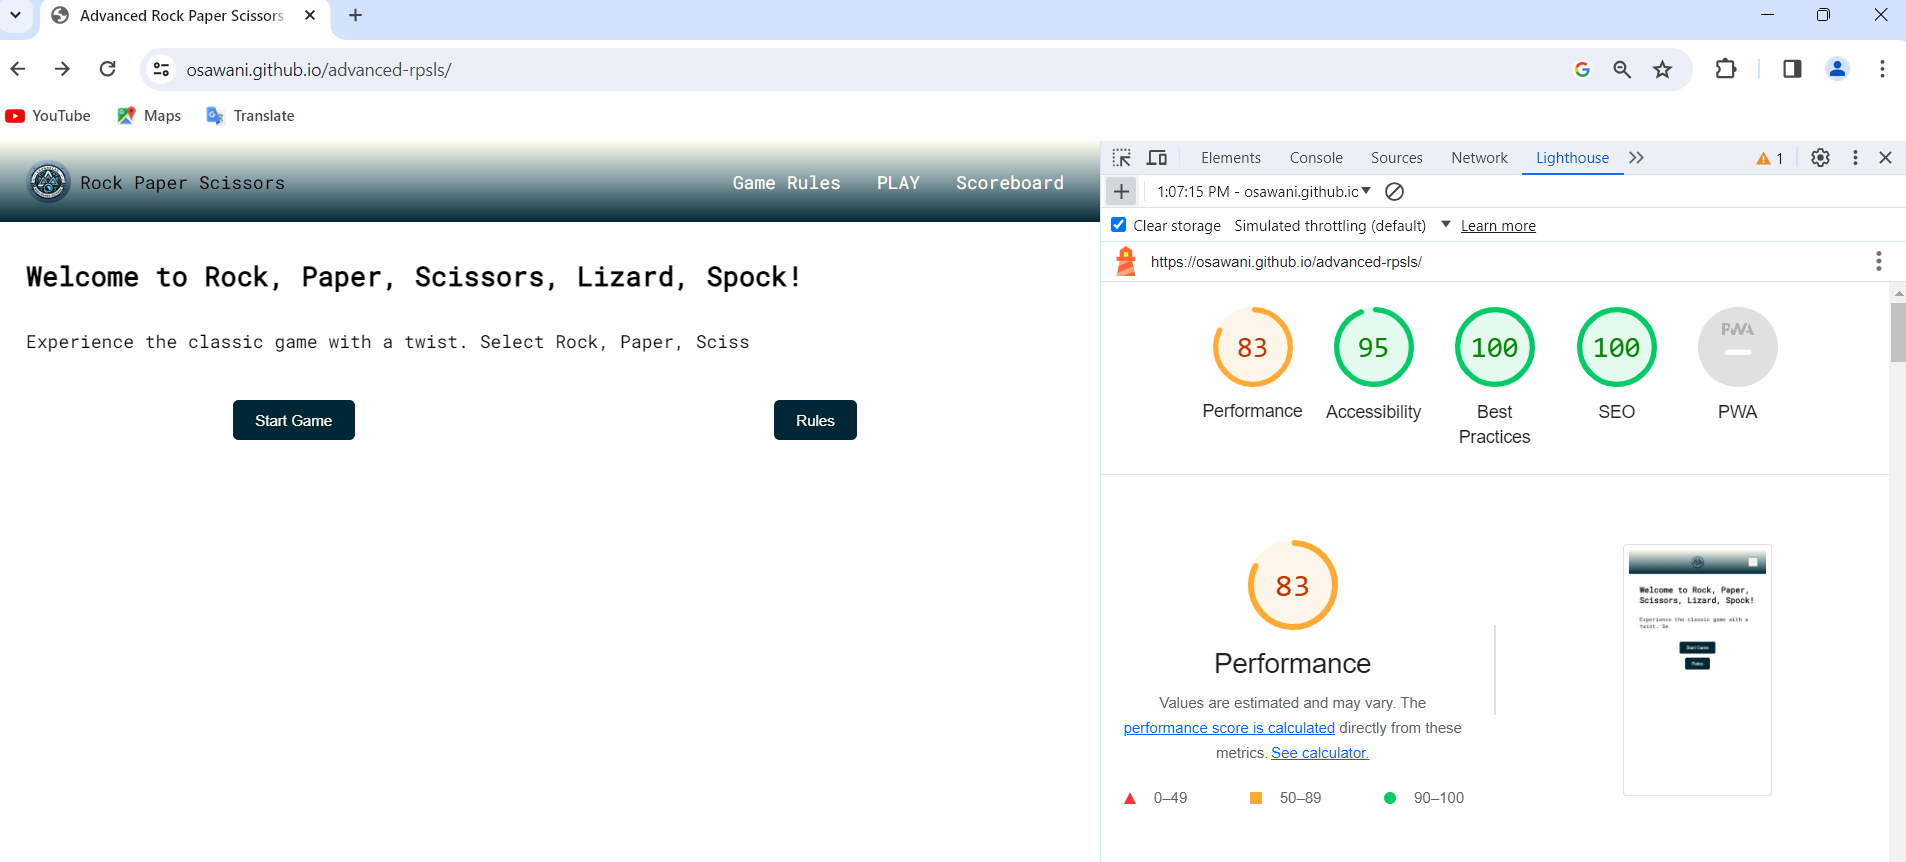 Advanced Rock Paper Scissors
osawani.github.io/advanced-rpsls/
YouTube Maps Translate
Rock Paper Scissors Game Rules PLAY Scoreboard
Welcome to Rock, Paper, Scissors, Lizard, Spock!
Experience the classic game with a twist. Select Rock, Paper, Sciss
Start Game Rules
Elements Console Sources Network Lighthouse 1
1:07:15 PM - osawani.github.io
Clear storage Simulated throttling (default) Learn more
https://osawani.github.io/advanced-rpsls/
83 95 100 100 PWA
Performance Accessibility Best Practices SEO PWA
83
Performance
Values are estimated and may vary. The
performance score is calculated directly from these
metrics. See calculator.
0–49 50–89 90–100
Welcome to Rock, Paper,
Scissors, Lizard, Spock!
Experience the classic game with a
twist. Se
Start Game
Rules